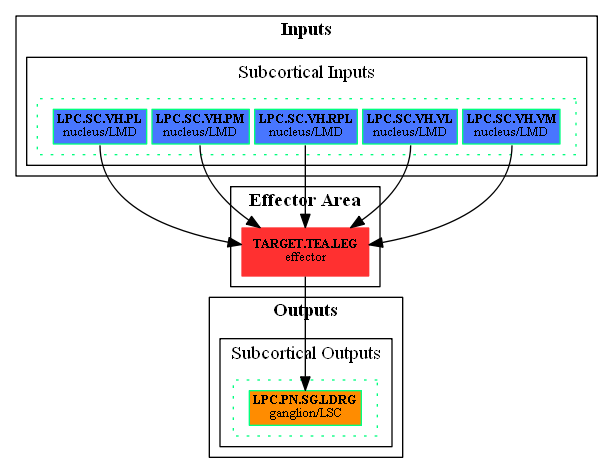 Inputs
Subcortical Inputs
LPC.SC.VH.PL LPC.SC.VH.PM LPC.SC.VH.RPL LPC.SC.VH.VL LPC.SC.VH.VM
nucleus/LMD nucleus/LMD nucleus/LMD nucleus/LMD nucleus/LMD
Effector Area
TARGET.TEA.LEG
effector
Outputs
Subcortical Outputs
LPC.PN.SG.LDRG
ganglion/LSC